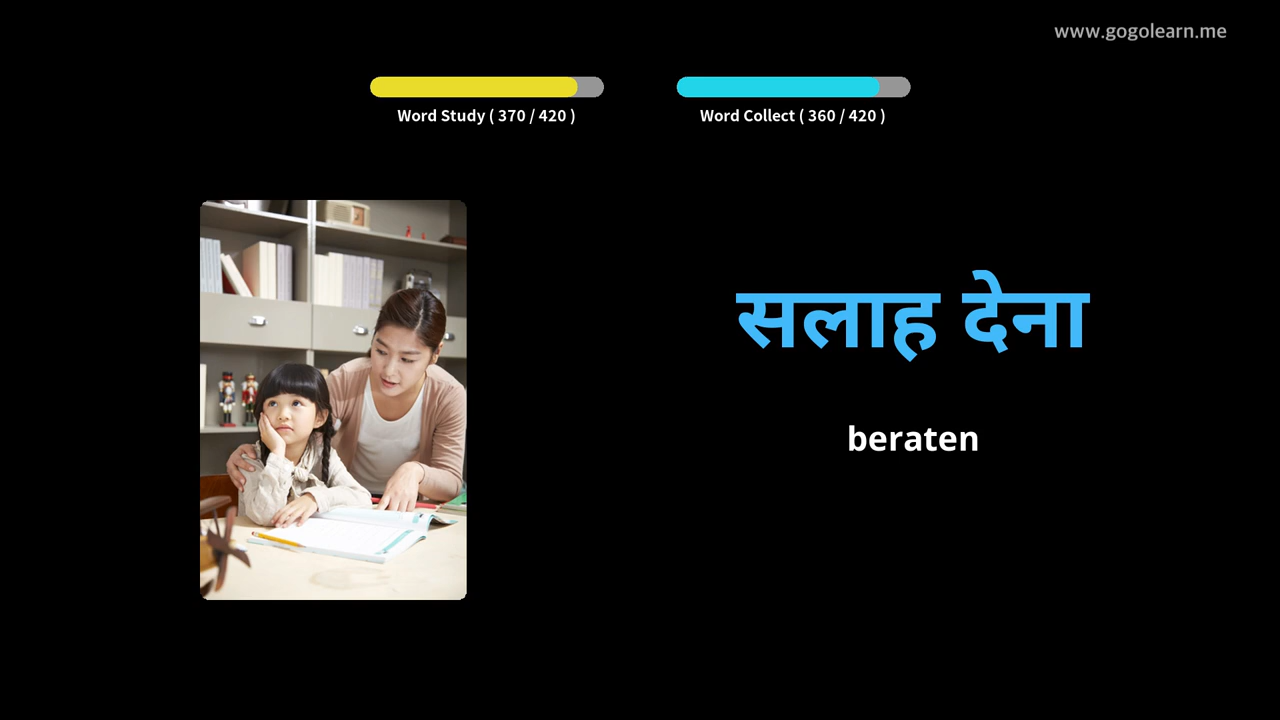 www.gogolearn.me
Word Study ( 370 / 420 )
Word Collect ( 360 / 420 )
सलाह देना
beraten